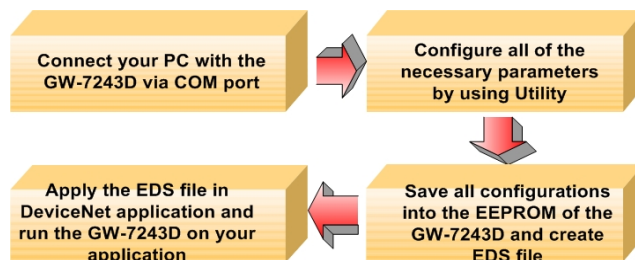 Connect your PC with the
GW-7243D via COM port
Configure all of the
necessary parameters
by using Utility
Save all configurations
into the EEPROM of the
GW-7243D and create
EDS file
Apply the EDS file in
DeviceNet application and
run the GW-7243D on your
application